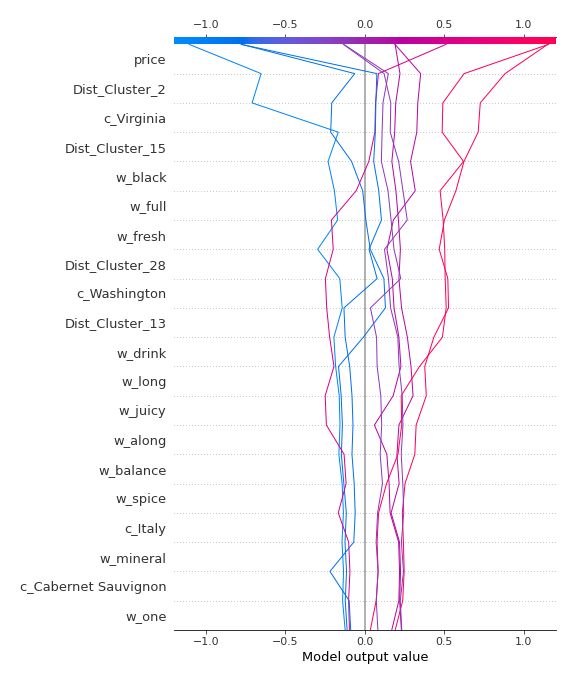 −1.0 −0.5 0.0 0.5 1.0
price
Dist_Cluster_2
c_Virginia
Dist_Cluster_15
w_black
w_full
w_fresh
Dist_Cluster_28
c_Washington
Dist_Cluster_13
w_drink
w_long
w_juicy
w_along
w_balance
w_spice
c_Italy
w_mineral
c_Cabernet Sauvignon
w_one
−1.0 −0.5 0.0 0.5 1.0
Model output value